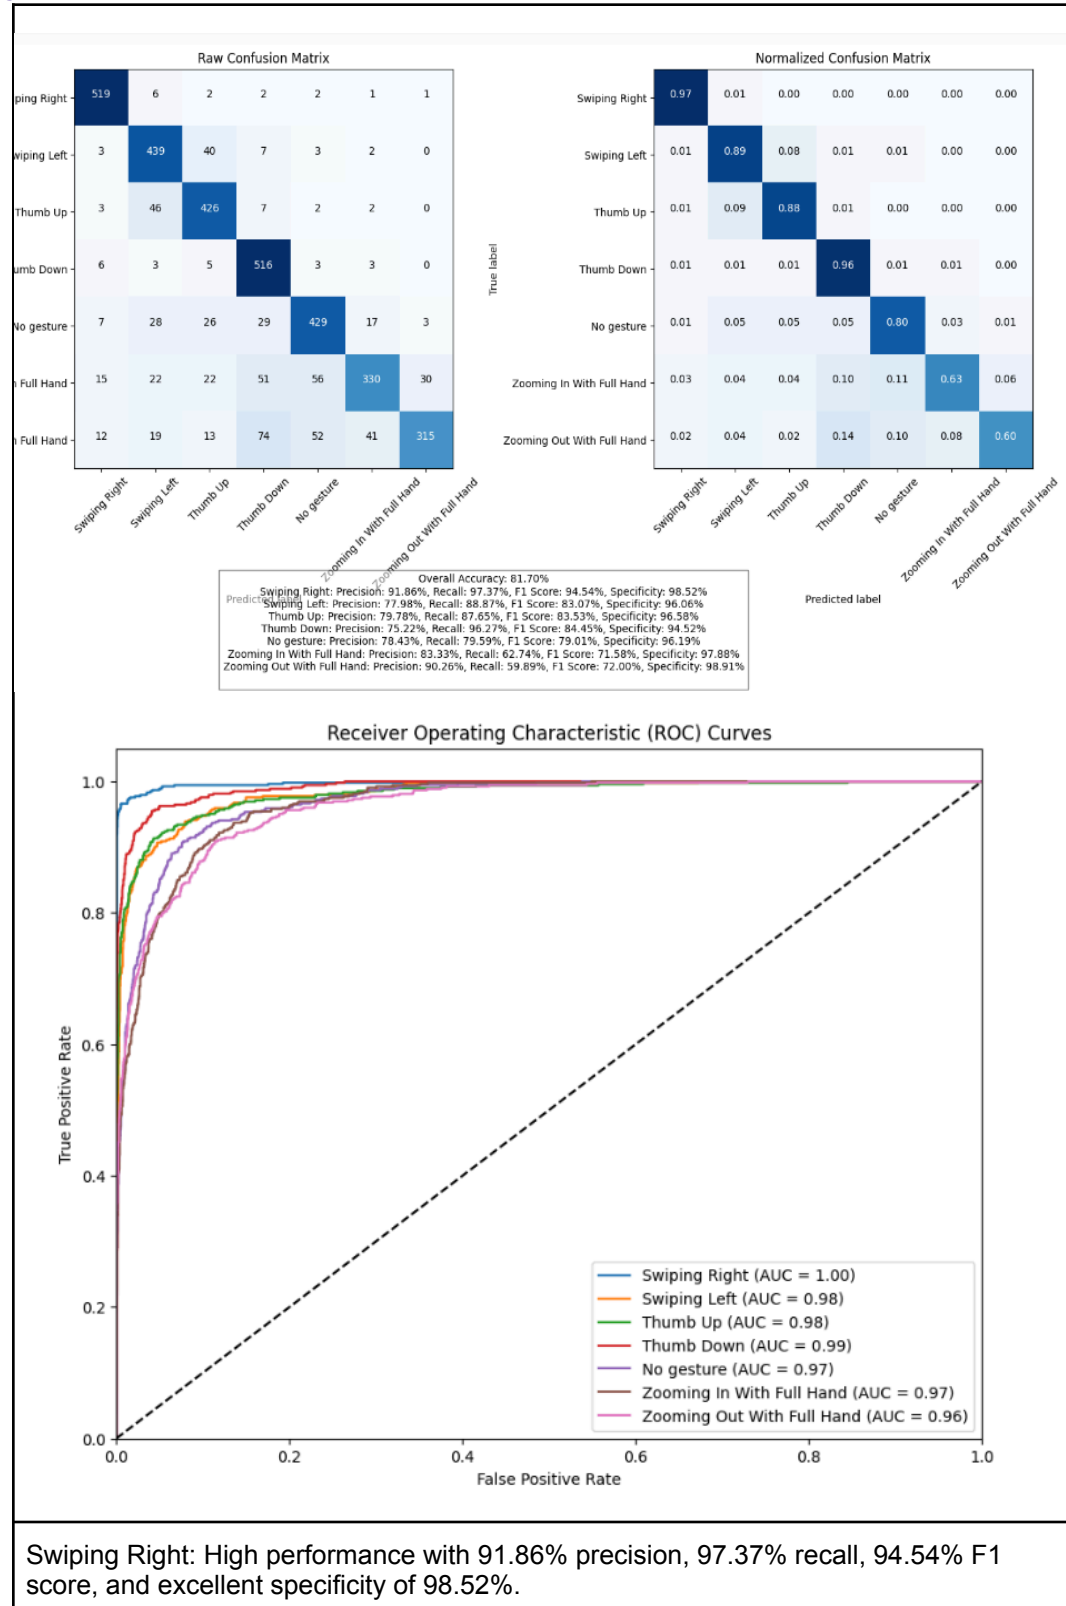 Raw Confusion Matrix
ping Right 519 6 2 2 2 1 1
wiping Left 3 439 40 7 3 2 0
Thumb Up 3 46 426 7 2 2 0
umb Down 6 3 5 516 3 3 0
No gesture 7 28 26 29 429 17 3
n Full Hand 15 22 22 51 56 330 30
n Full Hand 12 19 13 74 52 41 315
Swiping Right
Swiping Left
Thumb Up
Thumb Down
No gesture
Zooming In With Full Hand
Zooming Out With Full Hand
Predicted label
Normalized Confusion Matrix
True label
Swiping Right 0.97 0.01 0.00 0.00 0.00 0.00 0.00
Swiping Left 0.01 0.89 0.08 0.01 0.01 0.00 0.00
Thumb Up 0.01 0.09 0.88 0.01 0.00 0.00 0.00
Thumb Down 0.01 0.01 0.01 0.96 0.01 0.01 0.00
No gesture 0.01 0.05 0.05 0.05 0.80 0.03 0.01
Zooming In With Full Hand 0.03 0.04 0.04 0.10 0.11 0.63 0.06
Zooming Out With Full Hand 0.02 0.04 0.02 0.14 0.10 0.08 0.60
Swiping Right
Swiping Left
Thumb Up
Thumb Down
No gesture
Zooming In With Full Hand
Zooming Out With Full Hand
Predicted label
Overall Accuracy: 81.70%
Swiping Right: Precision: 91.86%, Recall: 97.37%, F1 Score: 94.54%, Specificity: 98.52%
Swiping Left: Precision: 77.98%, Recall: 88.87%, F1 Score: 83.07%, Specificity: 96.06%
Thumb Up: Precision: 79.78%, Recall: 87.65%, F1 Score: 83.53%, Specificity: 96.58%
Thumb Down: Precision: 75.22%, Recall: 96.27%, F1 Score: 84.45%, Specificity: 94.52%
No gesture: Precision: 78.43%, Recall: 79.59%, F1 Score: 79.01%, Specificity: 96.19%
Zooming In With Full Hand: Precision: 83.33%, Recall: 62.74%, F1 Score: 71.58%, Specificity: 97.88%
Zooming Out With Full Hand: Precision: 90.26%, Recall: 59.89%, F1 Score: 72.00%, Specificity: 98.91%
Receiver Operating Characteristic (ROC) Curves
True Positive Rate
1.0
0.8
0.6
0.4
0.2
0.0
Swiping Right (AUC = 1.00)
Swiping Left (AUC = 0.98)
Thumb Up (AUC = 0.98)
Thumb Down (AUC = 0.99)
No gesture (AUC = 0.97)
Zooming In With Full Hand (AUC = 0.97)
Zooming Out With Full Hand (AUC = 0.96)
0.0 0.2 0.4 0.6 0.8 1.0
False Positive Rate
Swiping Right: High performance with 91.86% precision, 97.37% recall, 94.54% F1
score, and excellent specificity of 98.52%.